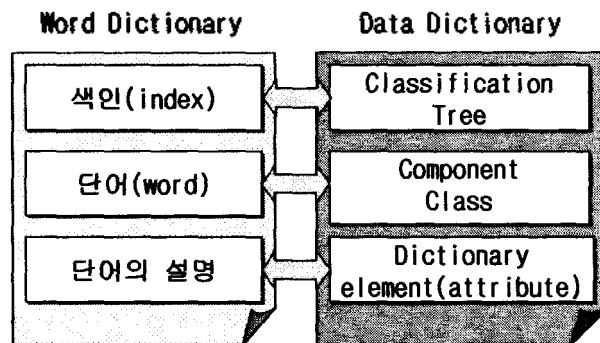 Word Dictionary
Data Dictionary
색인(index)
Classification
Tree
단어(word)
Component
Class
단어의 설명
Dictionary
element(attribute)